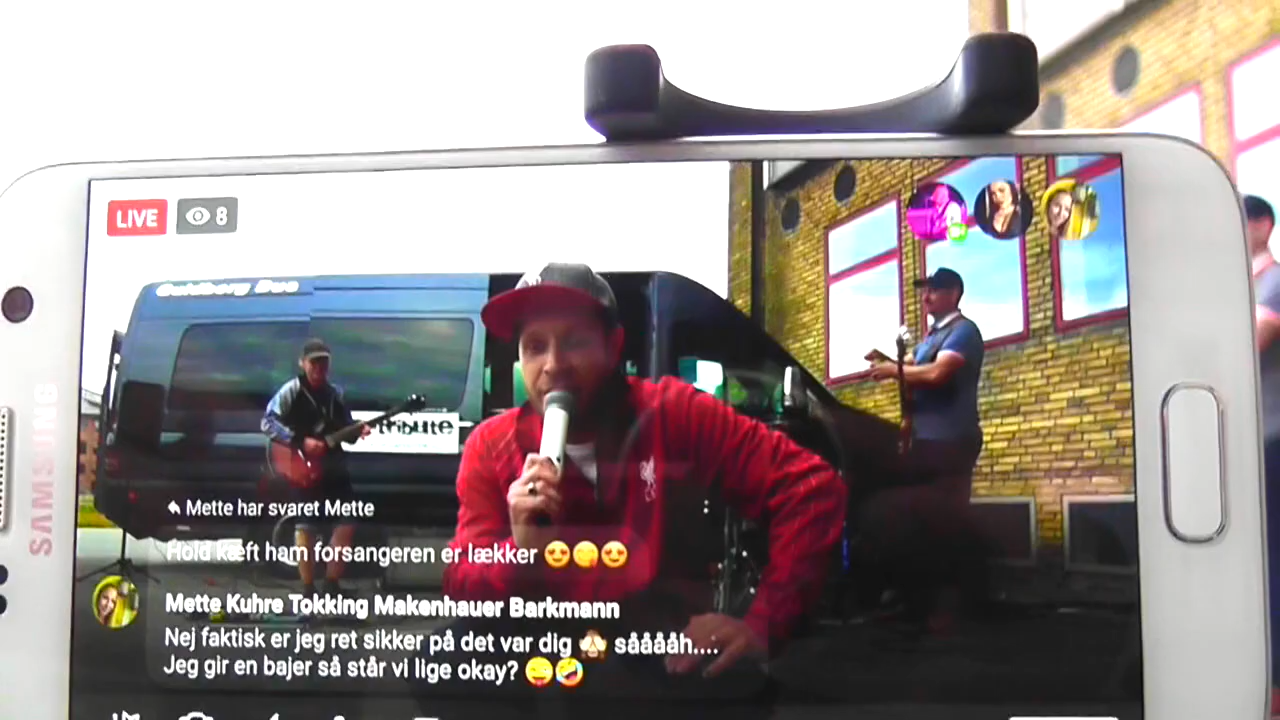 LIVE 8
Guldborg Duo
tribute
Mette har svaret Mette
Hold kæft ham forsangeren er lækker 😍😋😍
Mette Kuhre Tokking Makenhauer Barkmann
Nej faktisk er jeg ret sikker på det var dig 🙈 sååååh....
Jeg gir en bajer så står vi lige okay? 😜🤣
SAMSUNG